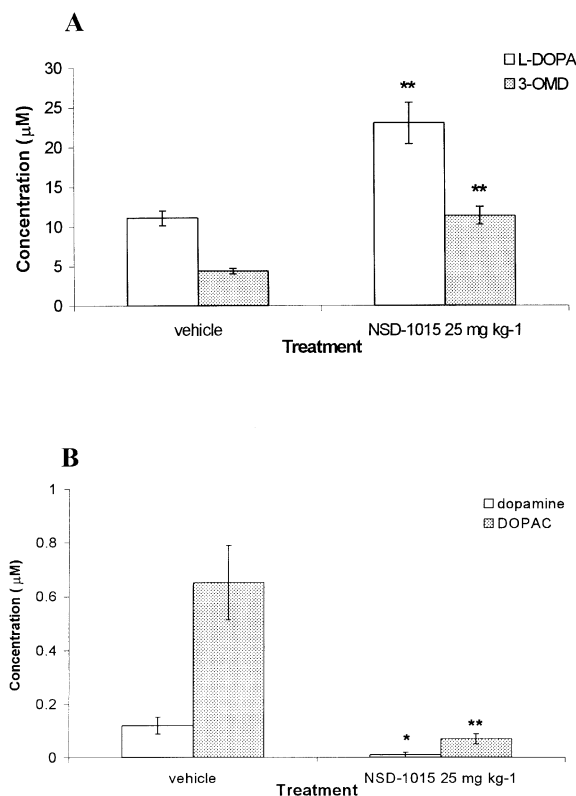 A
L-DOPA
3-OMD
Concentration (μM)
30
25
20
15
10
5
0
**
**
vehicle
NSD-1015 25 mg kg-1
Treatment
B
dopamine
DOPAC
Concentration (μM)
1
0.8
0.6
0.4
0.2
0
*
**
vehicle
NSD-1015 25 mg kg-1
Treatment